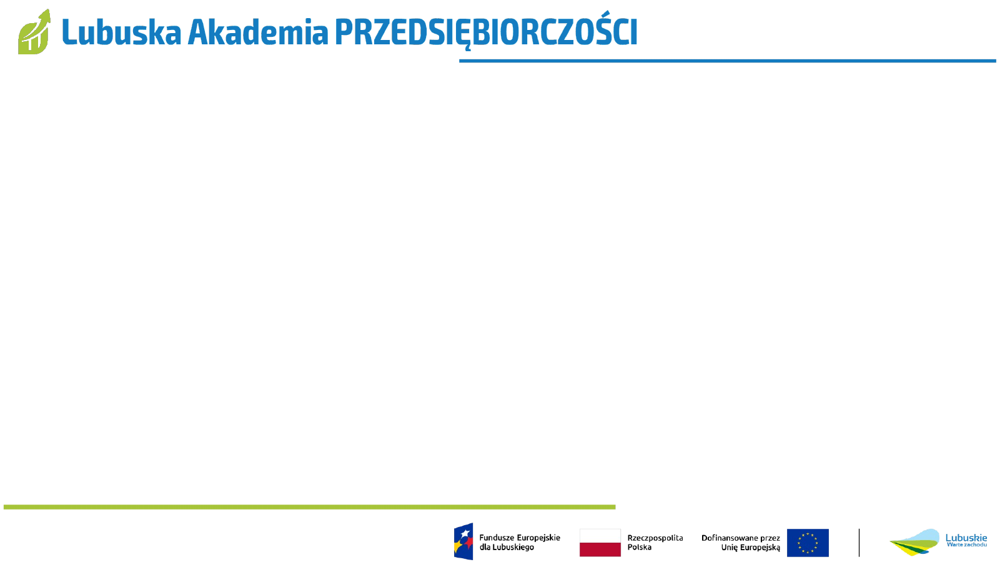 Lubuska Akademia PRZEDSIĘBIORCZOŚCI
Fundusze Europejskie
dla Lubuskiego
Rzeczpospolita
Polska
Dofinansowane przez
Unię Europejską
Lubuskie
Warte zachodu